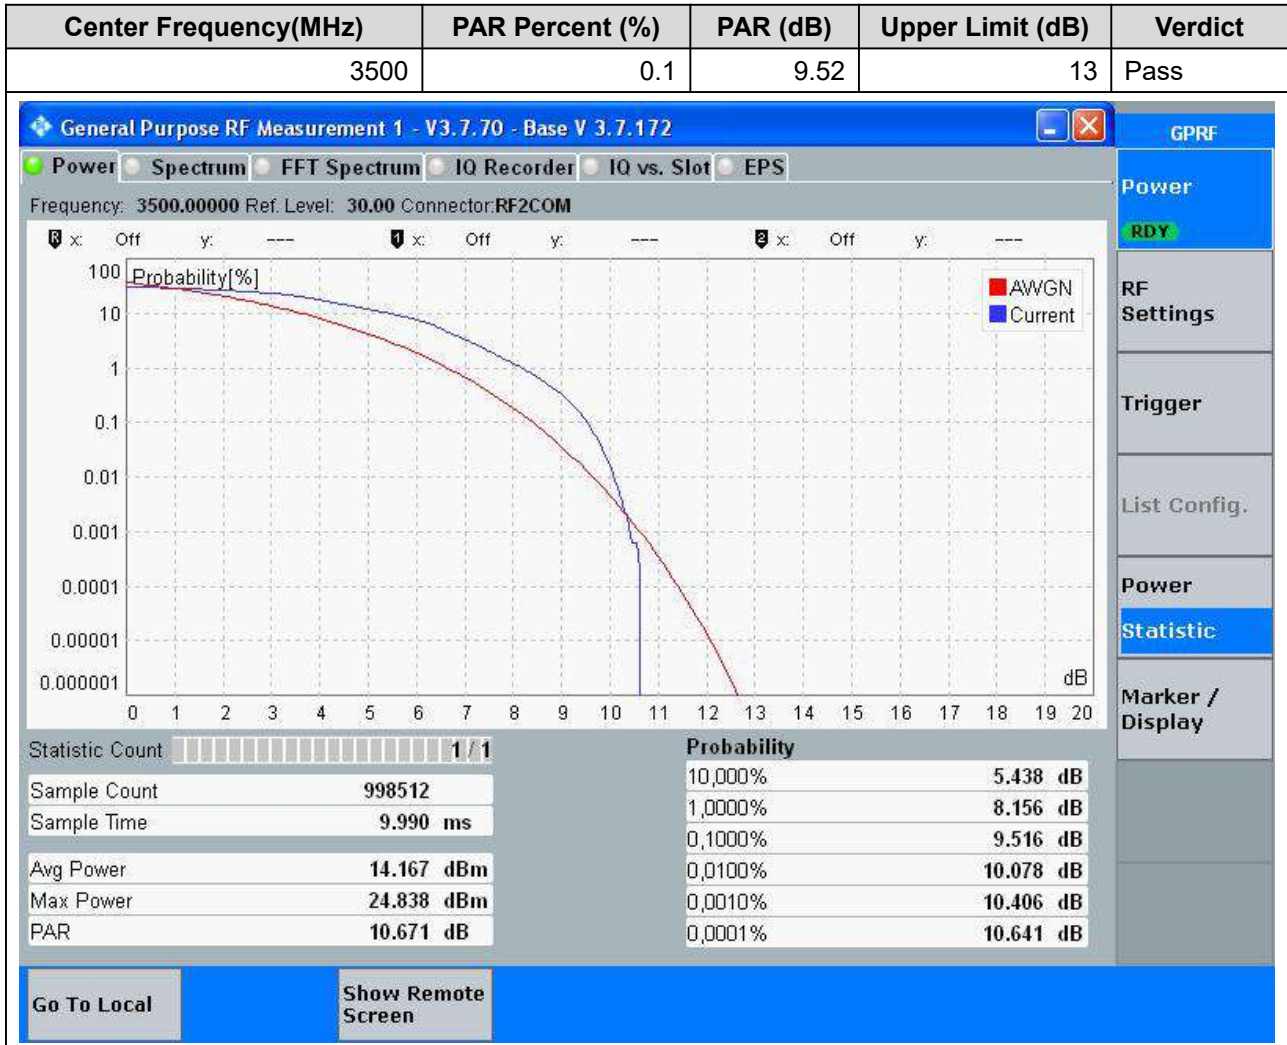 Center Frequency(MHz) PAR Percent (%) PAR (dB) Upper Limit (dB) Verdict
3500 0.1 9.52 13 Pass
General Purpose RF Measurement 1 - V3.7.70 - Base V 3.7.172
GPRF
Power Spectrum FFT Spectrum IQ Recorder IQ vs. Slot EPS
Frequency: 3500.00000 Ref. Level: 30.00 Connector:RF2COM
R x: Off y: --- 1 x: Off y: --- 2 x: Off y: ---
Probability[%]
AWGN
Current
100
10
1
0.1
0.01
0.001
0.0001
0.00001
0.000001
dB
0 1 2 3 4 5 6 7 8 9 10 11 12 13 14 15 16 17 18 19 20
Statistic Count 1 / 1
Sample Count 998512
Sample Time 9.990 ms
Avg Power 14.167 dBm
Max Power 24.838 dBm
PAR 10.671 dB
Probability
10,000% 5.438 dB
1,0000% 8.156 dB
0,1000% 9.516 dB
0,0100% 10.078 dB
0,0010% 10.406 dB
0,0001% 10.641 dB
Power
RDY
RF
Settings
Trigger
List Config.
Power
Statistic
Marker /
Display
Go To Local
Show Remote
Screen